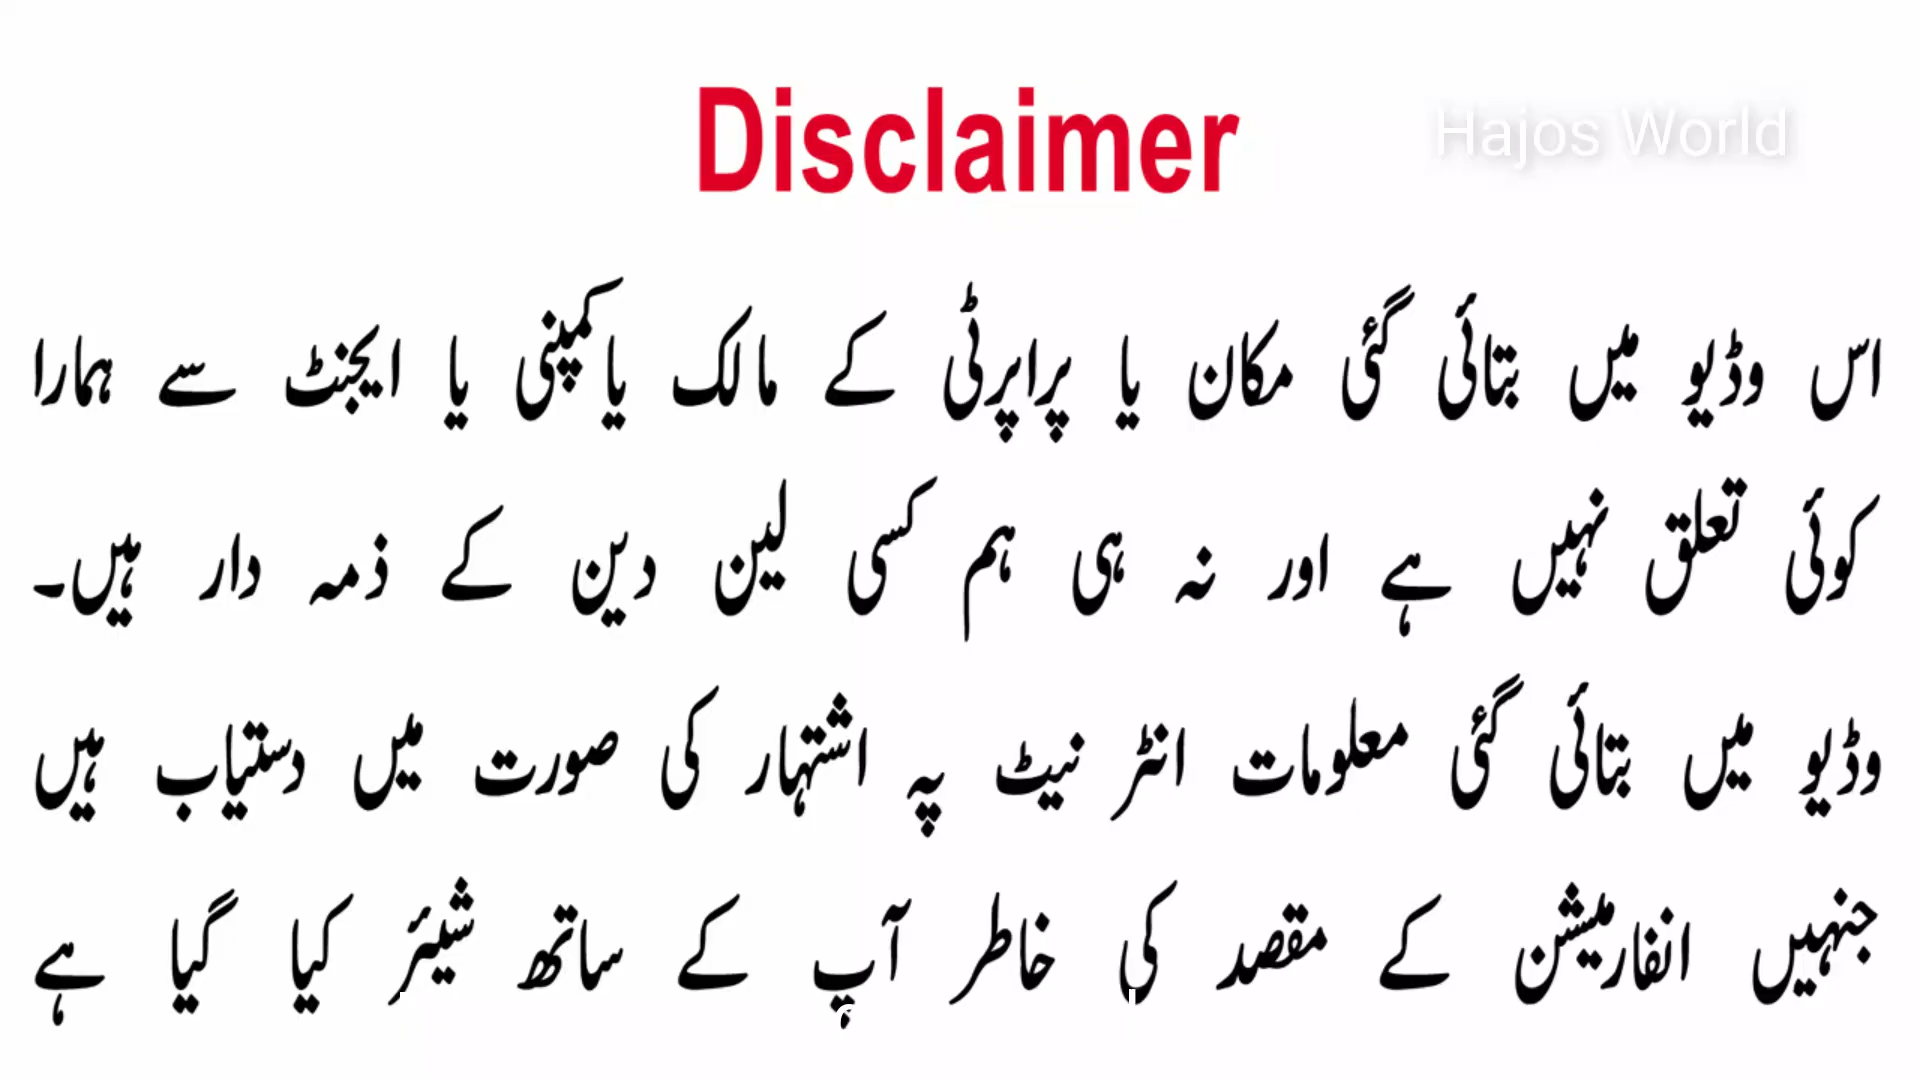 Disclaimer
Hajos World
اس وڈیو میں بتائی گئی مکان یا پراپرٹی کے مالک یا کمپنی یا ایجنٹ سے ہمارا
کوئی تعلق نہیں ہے اور نہ ہی ہم کسی لین دین کے ذمہ دار ہیں۔
وڈیو میں بتائی گئی معلومات انٹر نیٹ پہ اشتہار کی صورت میں دستیاب ہیں
جنہیں انفارمیشن کے مقصد کی خاطر آپ کے ساتھ شیئر کیا گیا ہے